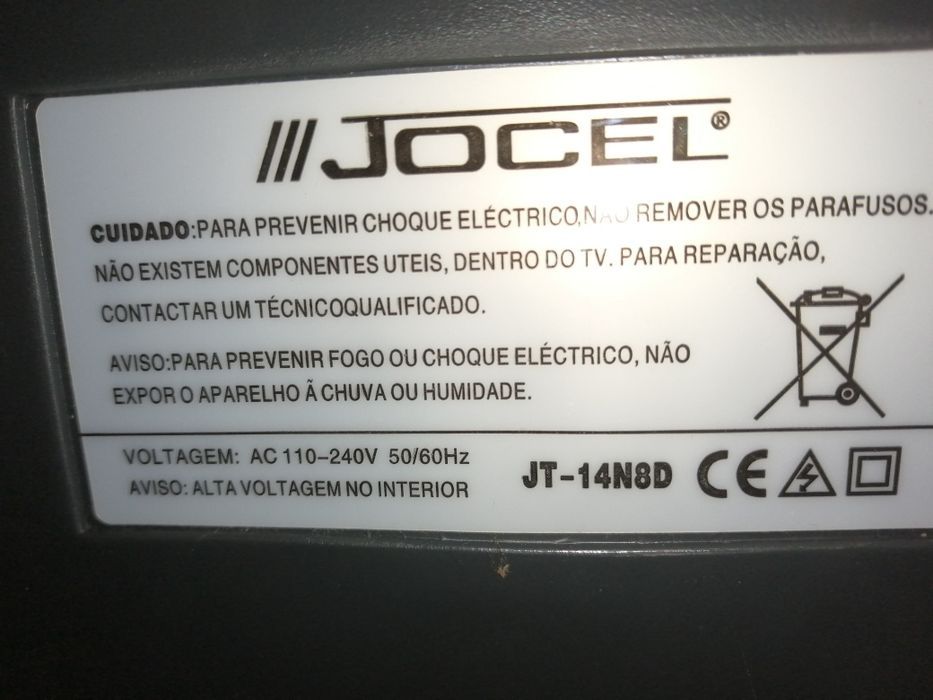 JOCEL®
CUIDADO:PARA PREVENIR CHOQUE ELÉCTRICO,NÃO REMOVER OS PARAFUSOS.
NÃO EXISTEM COMPONENTES UTEIS, DENTRO DO TV. PARA REPARAÇÃO,
CONTACTAR UM TÉCNICOQUALIFICADO.
AVISO:PARA PREVENIR FOGO OU CHOQUE ELÉCTRICO, NÃO
EXPOR O APARELHO Ã CHUVA OU HUMIDADE.
VOLTAGEM: AC 110-240V 50/60Hz
AVISO: ALTA VOLTAGEM NO INTERIOR
JT-14N8D CE